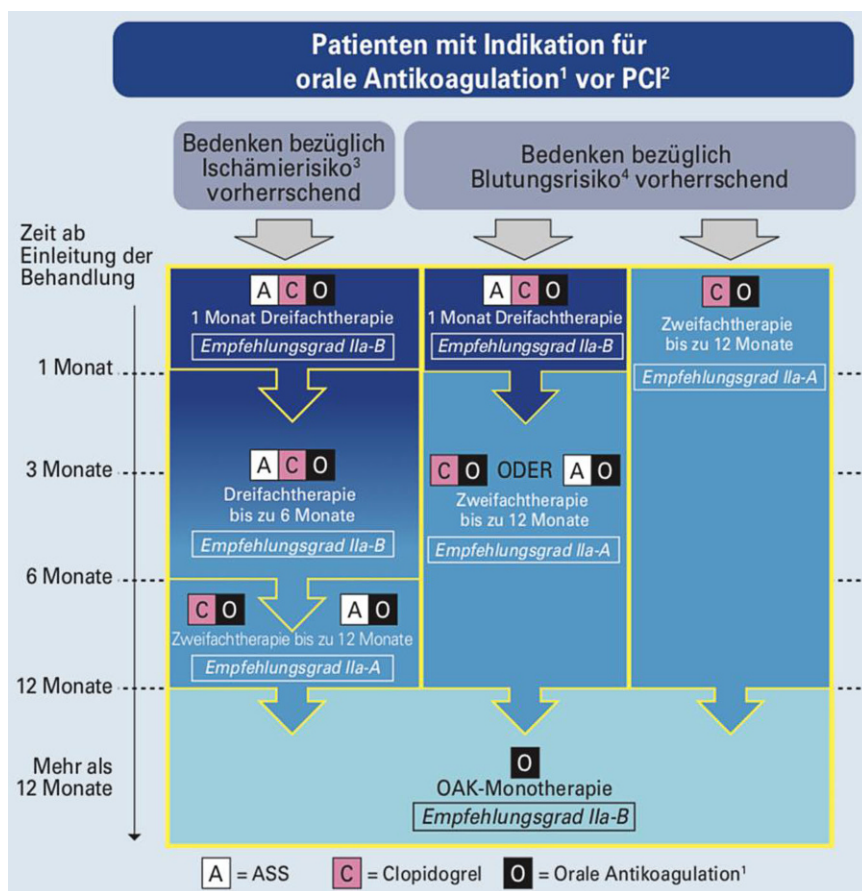 Patienten mit Indikation für
orale Antikoagulation¹ vor PCI²
Bedenken bezüglich
Ischämierisiko³
vorherrschend
Bedenken bezüglich
Blutungsrisiko⁴ vorherrschend
Zeit ab
Einleitung der
Behandlung
A C O
1 Monat Dreifachtherapie
Empfehlungsgrad IIa-B
A C O
1 Monat Dreifachtherapie
Empfehlungsgrad IIa-B
C O
Zweifachtherapie
bis zu 12 Monate
Empfehlungsgrad IIa-A
1 Monat
A C O
Dreifachtherapie
bis zu 6 Monate
Empfehlungsgrad IIa-B
C O ODER A O
Zweifachtherapie
bis zu 12 Monate
Empfehlungsgrad IIa-A
3 Monate
6 Monate
C O A O
Zweifachtherapie bis zu 12 Monate
Empfehlungsgrad IIa-A
12 Monate
Mehr als
12 Monate
O
OAK-Monotherapie
Empfehlungsgrad IIa-B
A = ASS C = Clopidogrel O = Orale Antikoagulation¹